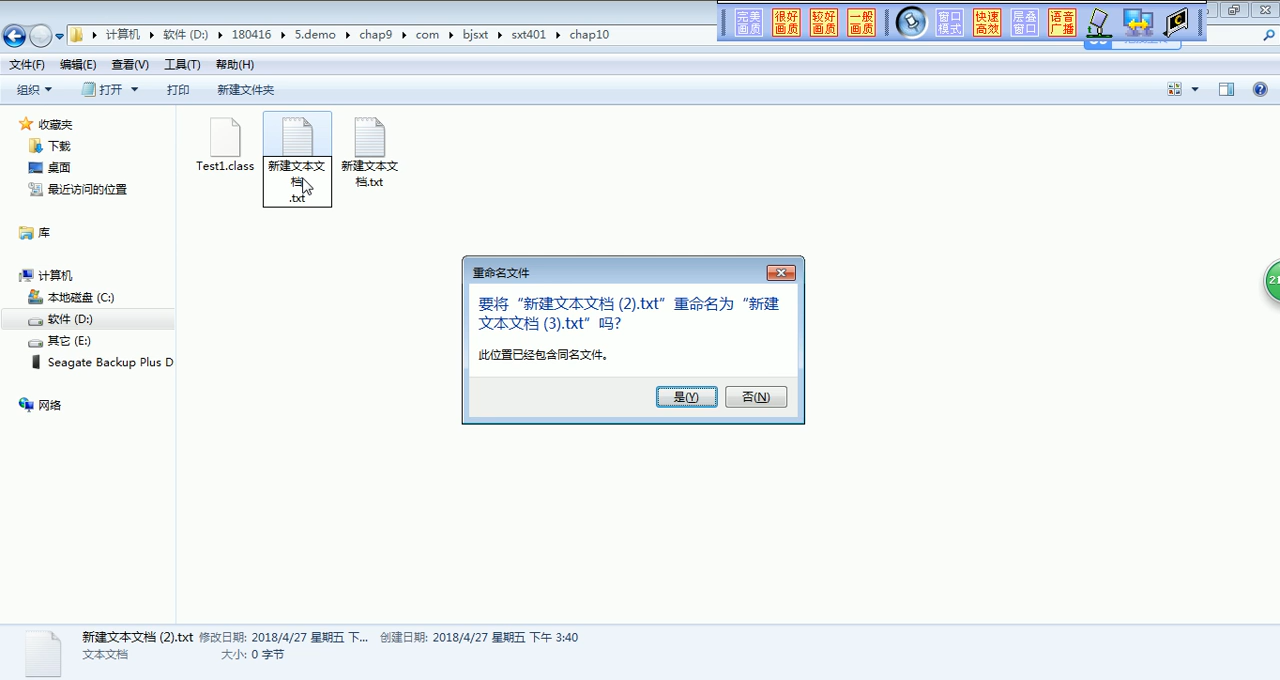 完美画质
很好画质
较好画质
一般画质
窗口模式
快速高效
层叠窗口
语音广播
计算机
软件 (D:)
180416
5.demo
chap9
com
bjsxt
sxt401
chap10
文件(F)
编辑(E)
查看(V)
工具(T)
帮助(H)
组织
打开
打印
新建文件夹
收藏夹
下载
桌面
最近访问的位置
库
计算机
本地磁盘 (C:)
软件 (D:)
其它 (E:)
Seagate Backup Plus D
网络
Test1.class
新建文本文
档
.txt
新建文本文
档.txt
重命名文件
要将“新建文本文档 (2).txt”重命名为“新建
文本文档 (3).txt”吗?
此位置已经包含同名文件。
是(Y)
否(N)
21
新建文本文档 (2).txt 修改日期: 2018/4/27 星期五 下... 创建日期: 2018/4/27 星期五 下午 3:40
文本文档 大小: 0 字节